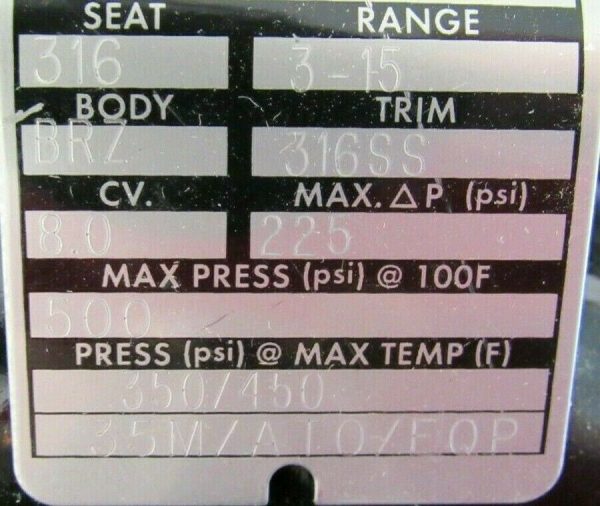 SEAT RANGE
316 3-15
BODY TRIM
BRZ 316SS
CV. MAX. Δ P (psi)
8.0 225
MAX PRESS (psi) @ 100F
500
PRESS (psi) @ MAX TEMP (F)
350/450
35M/ATO/EQP